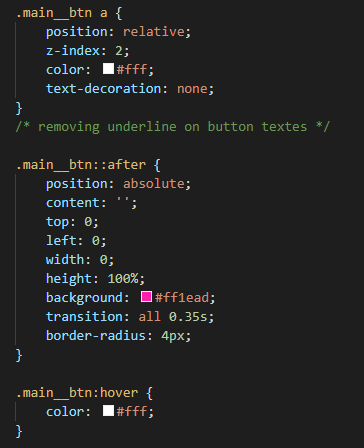 .main__btn a {
    position: relative;
    z-index: 2;
    color: #fff;
    text-decoration: none;
}
/* removing underline on button textes */

.main__btn::after {
    position: absolute;
    content: '';
    top: 0;
    left: 0;
    width: 0;
    height: 100%;
    background: #ff1ead;
    transition: all 0.35s;
    border-radius: 4px;
}

.main__btn:hover {
    color: #fff;
}